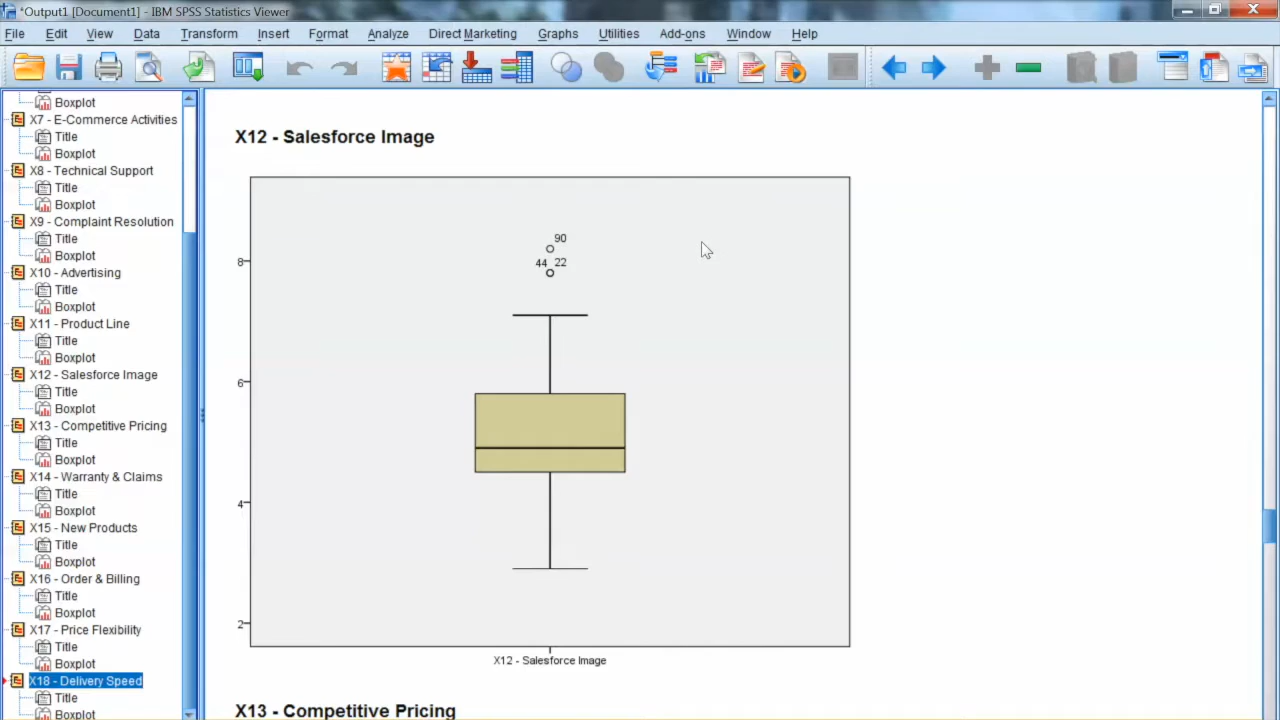 *Output1 [Document1] - IBM SPSS Statistics Viewer
File Edit View Data Transform Insert Format Analyze Direct Marketing Graphs Utilities Add-ons Window Help
Boxplot
X7 - E-Commerce Activities
Title
Boxplot
X8 - Technical Support
Title
Boxplot
X9 - Complaint Resolution
Title
Boxplot
X10 - Advertising
Title
Boxplot
X11 - Product Line
Title
Boxplot
X12 - Salesforce Image
Title
Boxplot
X13 - Competitive Pricing
Title
Boxplot
X14 - Warranty & Claims
Title
Boxplot
X15 - New Products
Title
Boxplot
X16 - Order & Billing
Title
Boxplot
X17 - Price Flexibility
Title
Boxplot
X18 - Delivery Speed
Title
Boxplot
X12 - Salesforce Image
90
8 44 22
6
4
2
X12 - Salesforce Image
X13 - Competitive Pricing